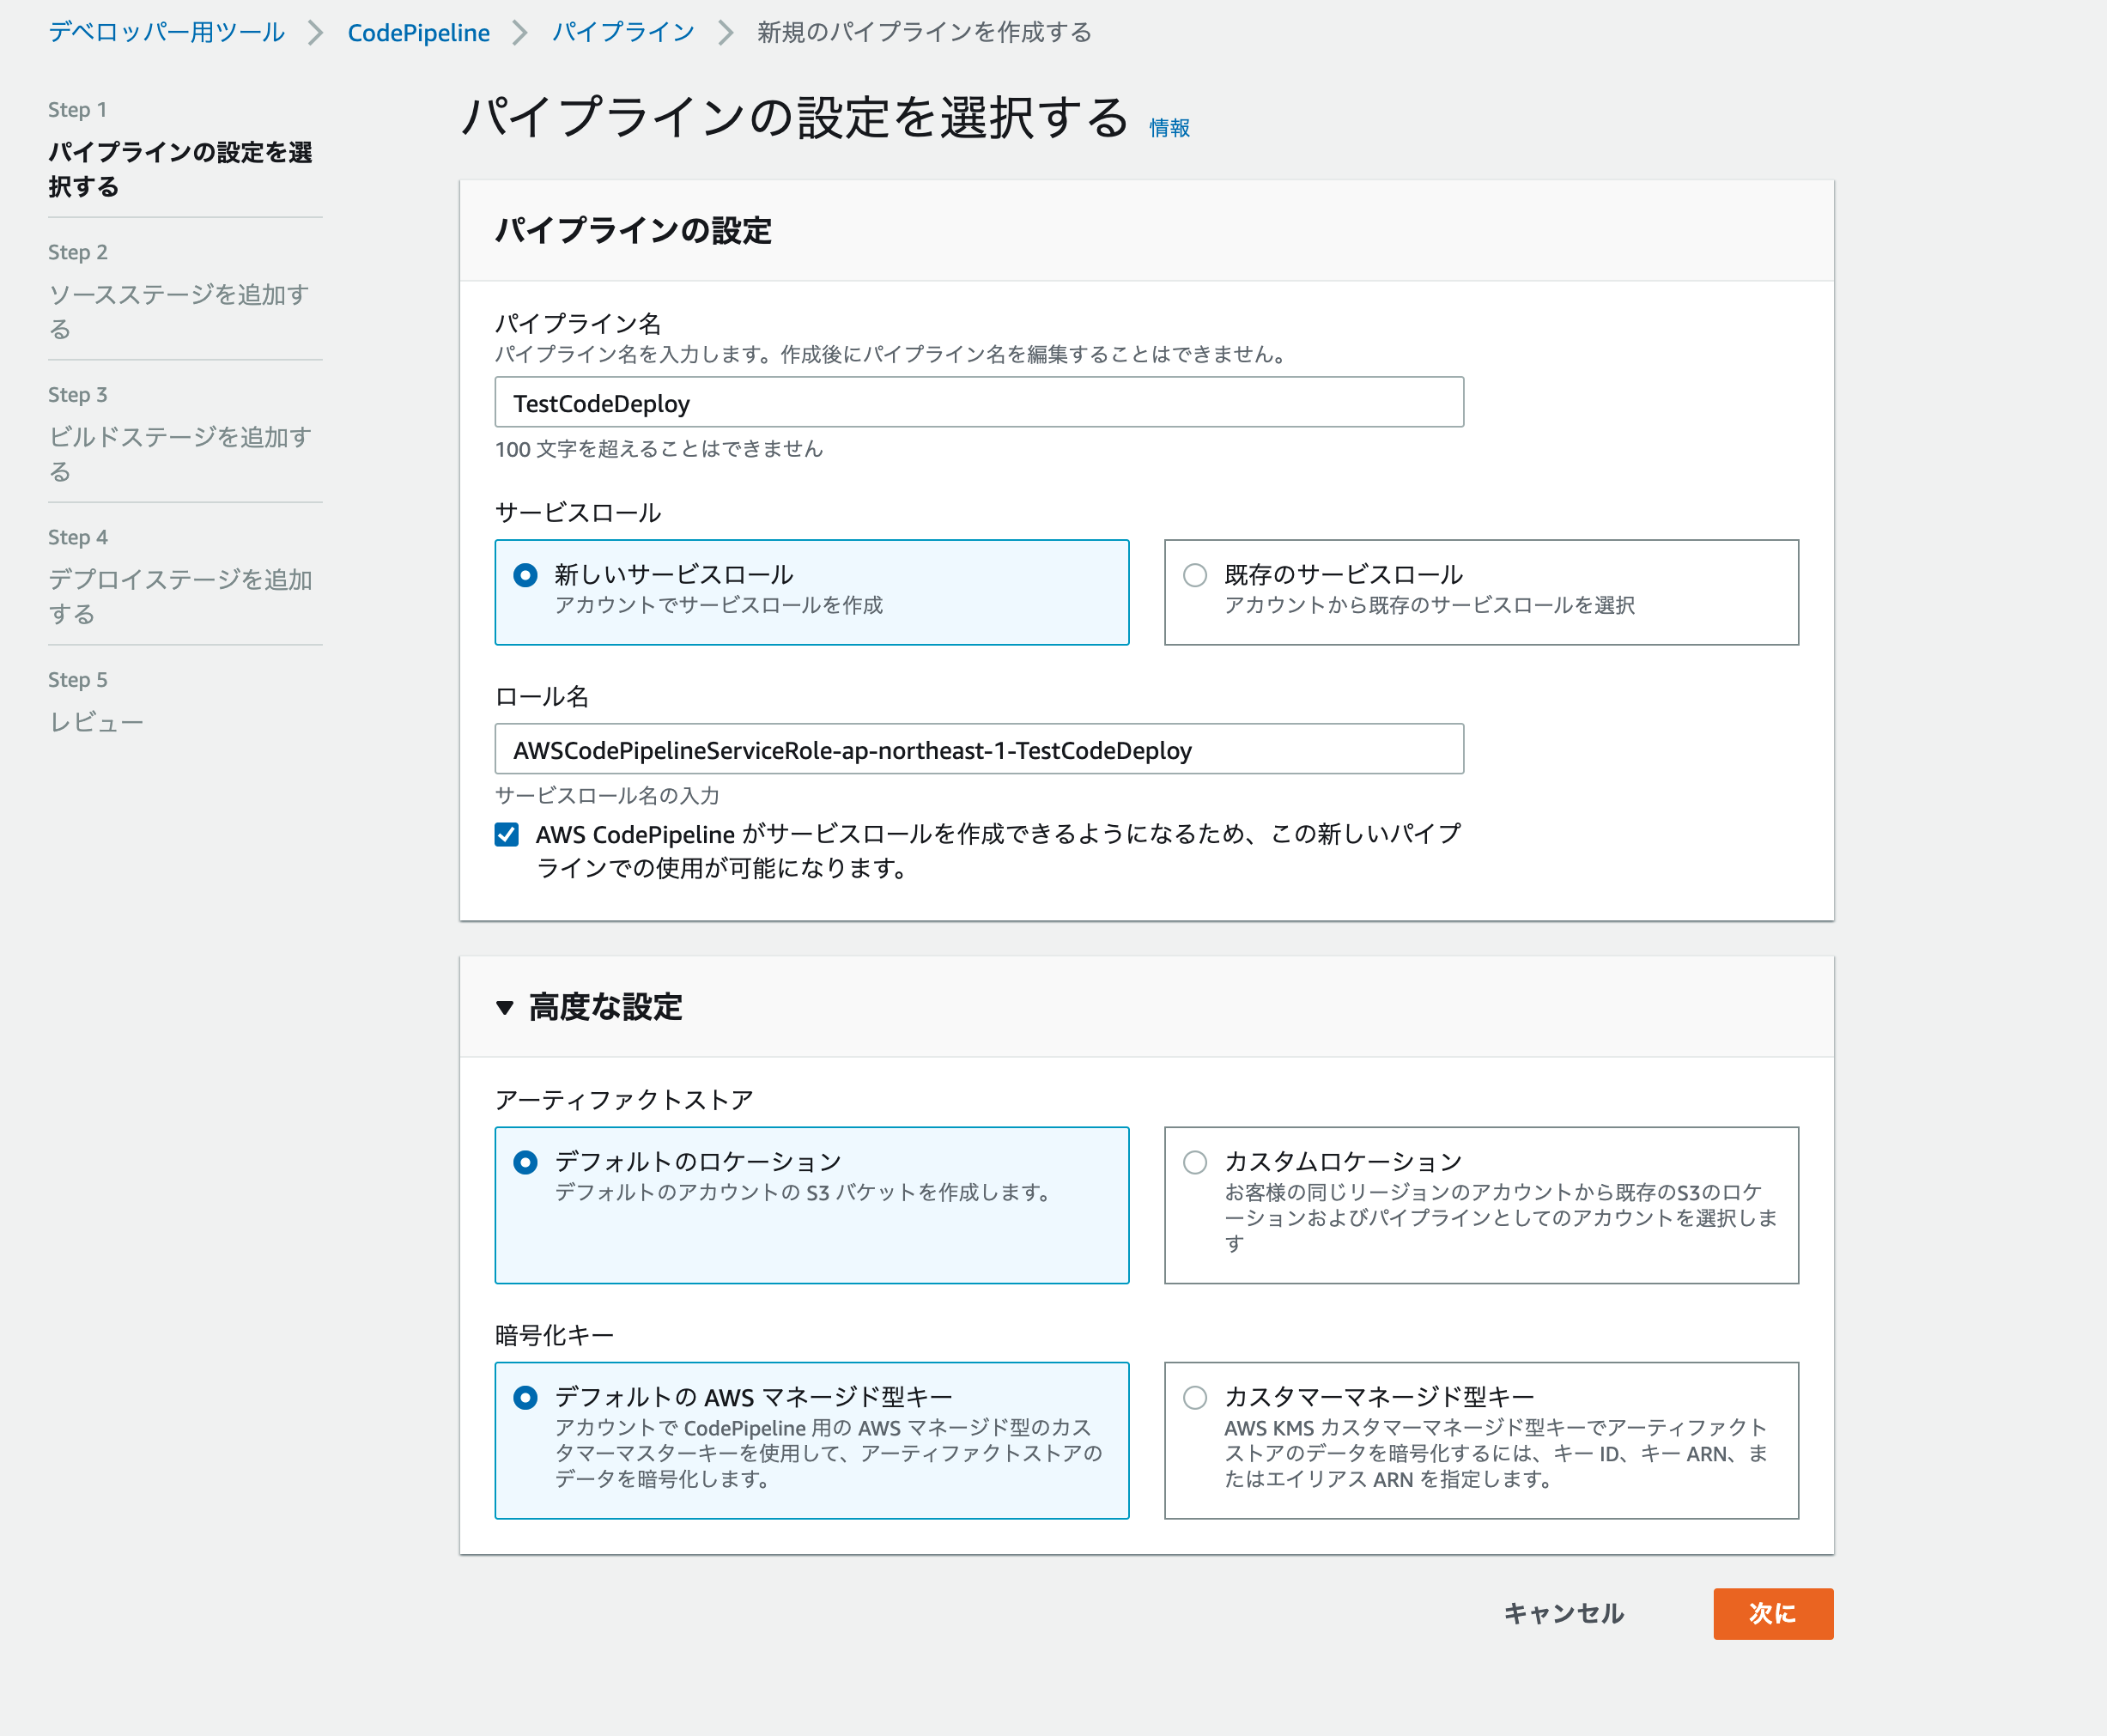 デベロッパー用ツール > CodePipeline > パイプライン > 新規のパイプラインを作成する
Step 1
パイプラインの設定を選
択する
Step 2
ソースステージを追加す
る
Step 3
ビルドステージを追加す
る
Step 4
デプロイステージを追加
する
Step 5
レビュー
パイプラインの設定を選択する 情報
パイプラインの設定
パイプライン名
パイプライン名を入力します。作成後にパイプライン名を編集することはできません。
TestCodeDeploy
100 文字を超えることはできません
サービスロール
新しいサービスロール
アカウントでサービスロールを作成
既存のサービスロール
アカウントから既存のサービスロールを選択
ロール名
AWSCodePipelineServiceRole-ap-northeast-1-TestCodeDeploy
サービスロール名の入力
AWS CodePipeline がサービスロールを作成できるようになるため、この新しいパイプ
ラインでの使用が可能になります。
▼ 高度な設定
アーティファクトストア
デフォルトのロケーション
デフォルトのアカウントの S3 バケットを作成します。
カスタムロケーション
お客様の同じリージョンのアカウントから既存のS3のロケ
ーションおよびパイプラインとしてのアカウントを選択しま
す
暗号化キー
デフォルトの AWS マネージド型キー
アカウントで CodePipeline 用の AWS マネージド型のカス
タマーマスターキーを使用して、アーティファクトストアの
データを暗号化します。
カスタマーマネージド型キー
AWS KMS カスタマーマネージド型キーでアーティファクト
ストアのデータを暗号化するには、キー ID、キー ARN、ま
たはエイリアス ARN を指定します。
キャンセル
次に